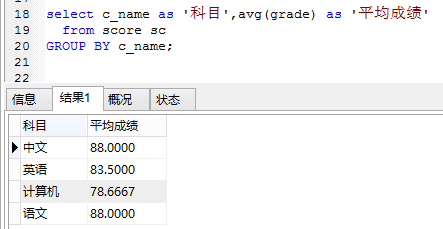 17
18 select c_name as '科目',avg(grade) as '平均成绩'
19 from score sc
20 GROUP BY c_name;
21
22
信息 结果1 概况 状态
科目 平均成绩
中文 88.0000
英语 83.5000
计算机 78.6667
语文 88.0000